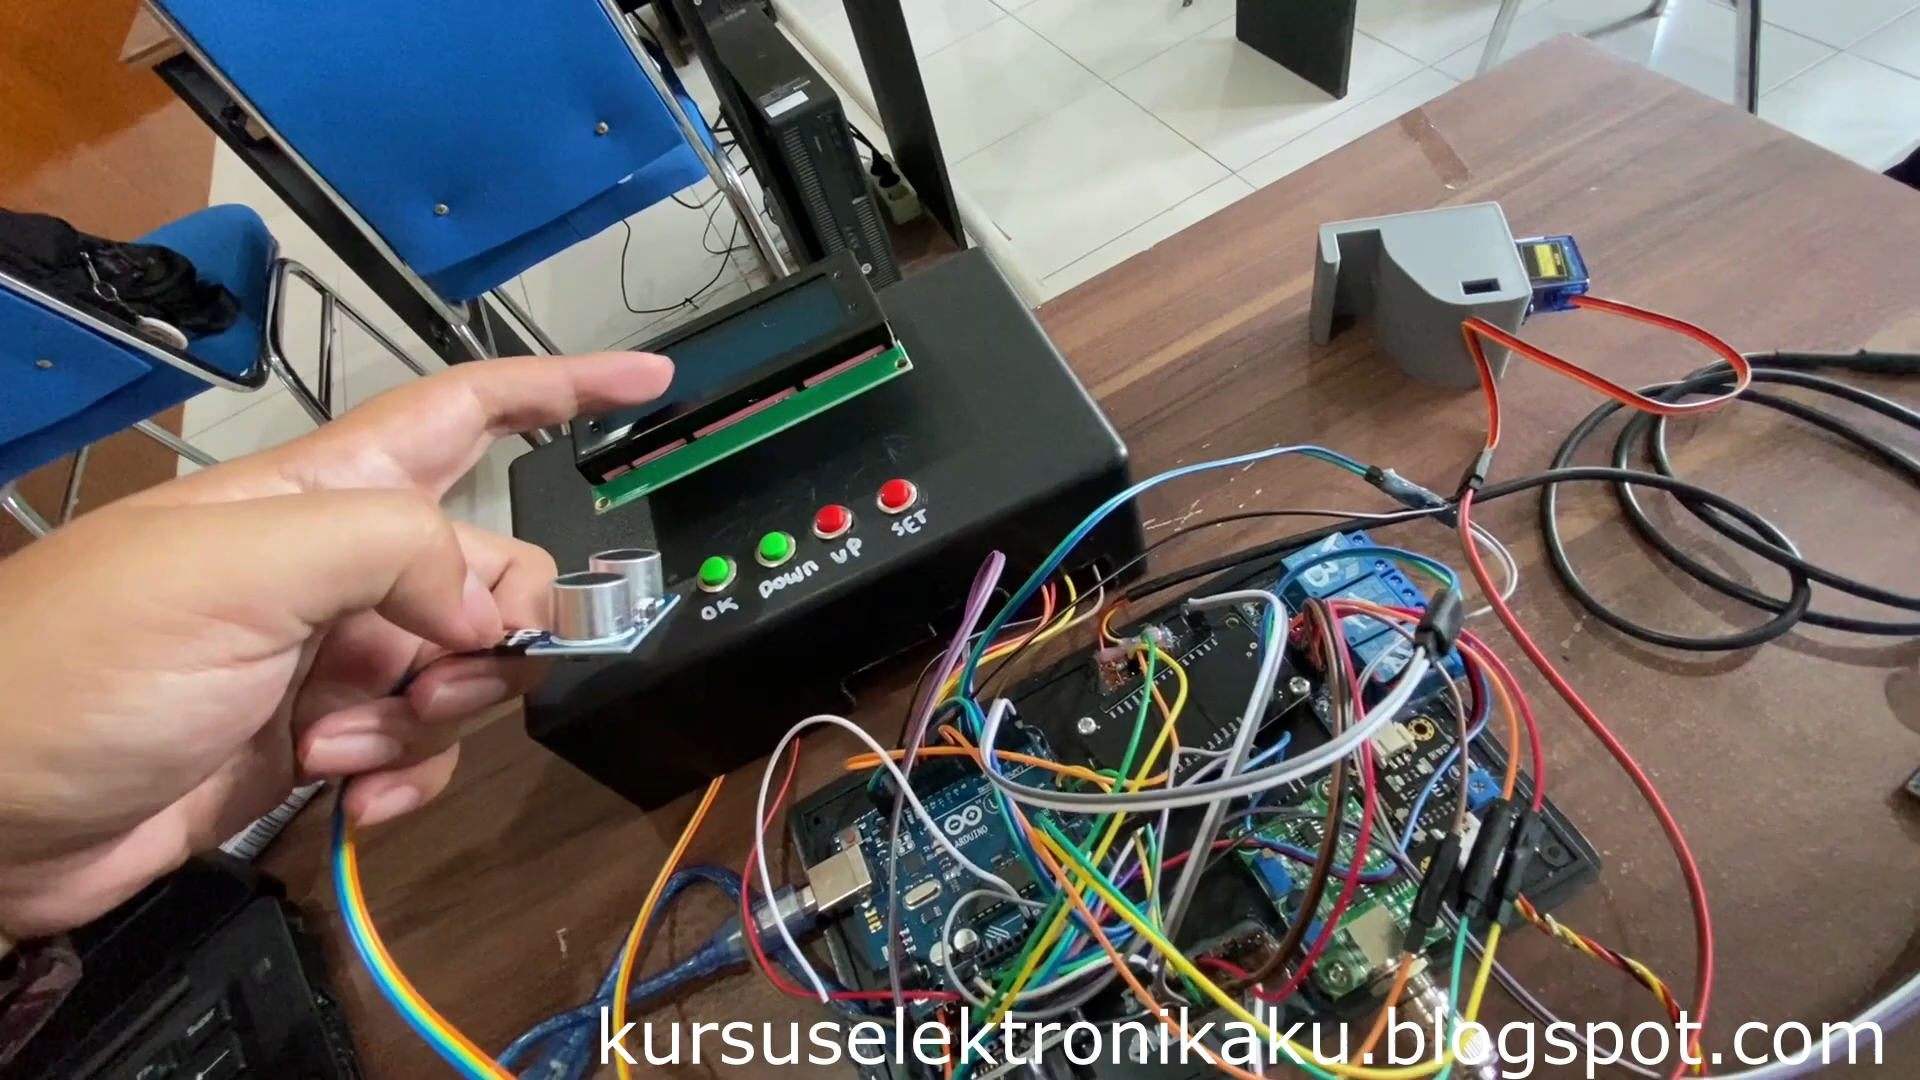 OK
DOWN
UP
SET
ARDUINO
kursuselektronikaku.blogspot.com